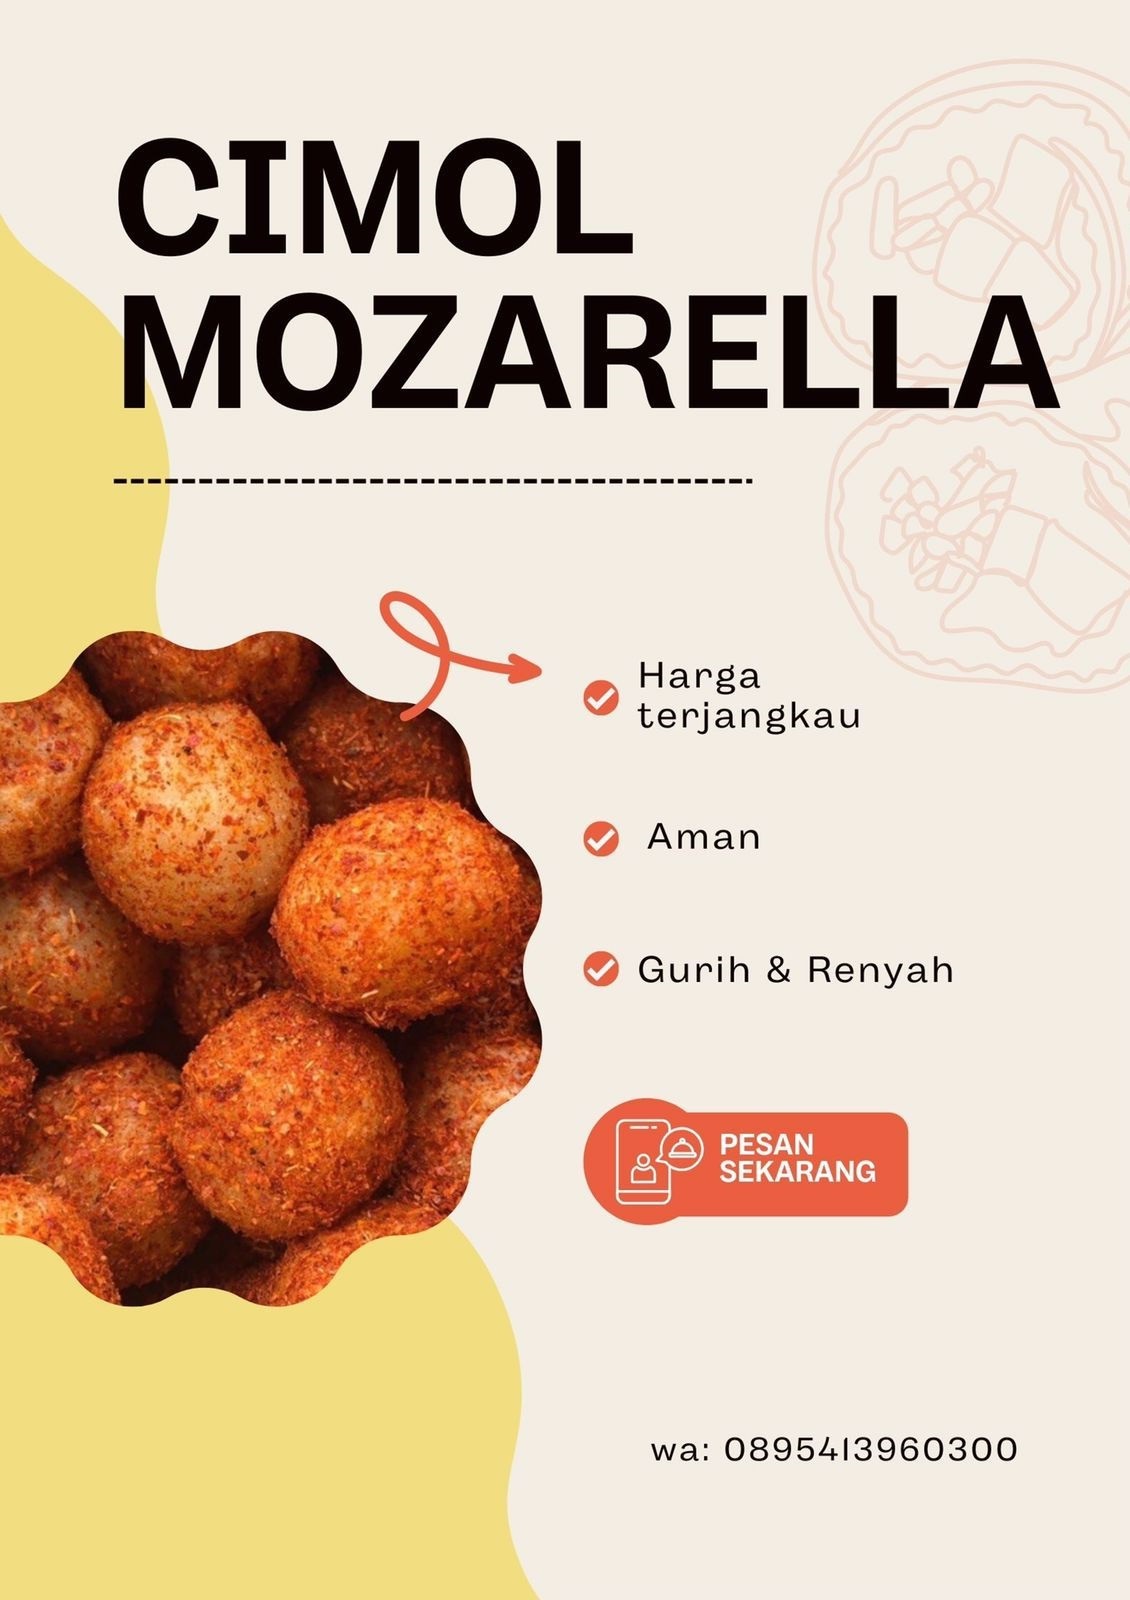 CIMOL
MOZARELLA
Harga
terjangkau
Aman
Gurih & Renyah
PESAN
SEKARANG
wa: 0895413960300